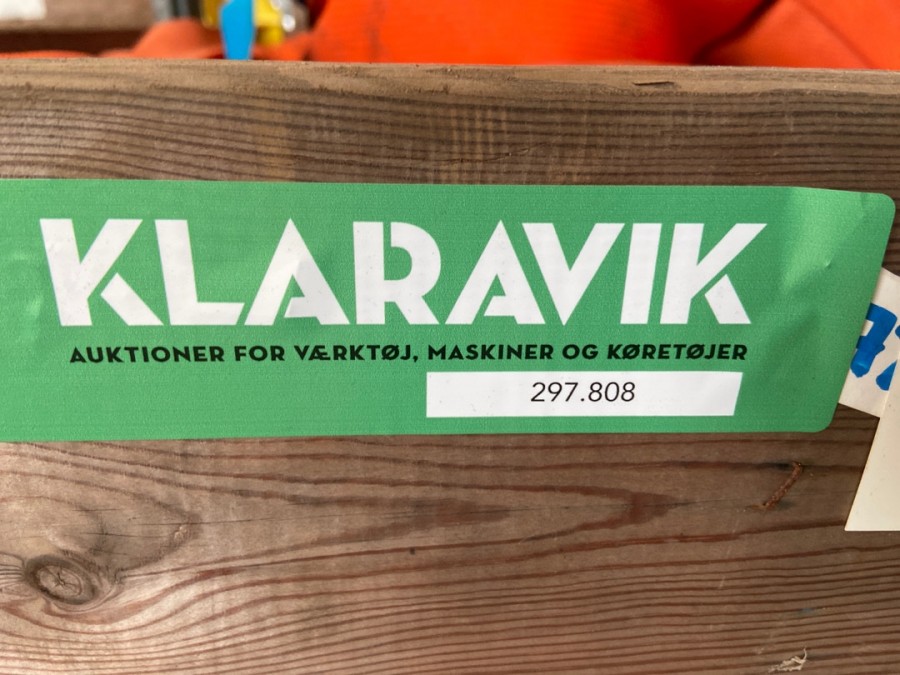 KLARAVIK
AUKTIONER FOR VÆRKTØJ, MASKINER OG KØRETØJER
297.808